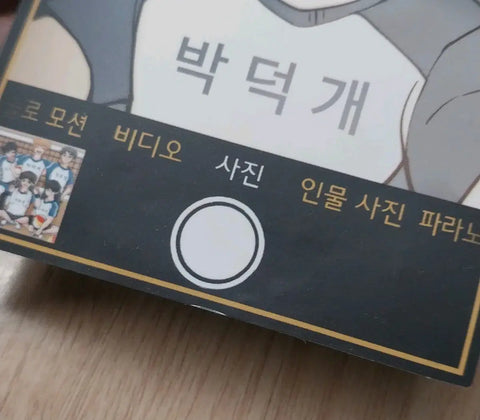 박덕개
로 모션 비디오 사진 인물 사진 파라노